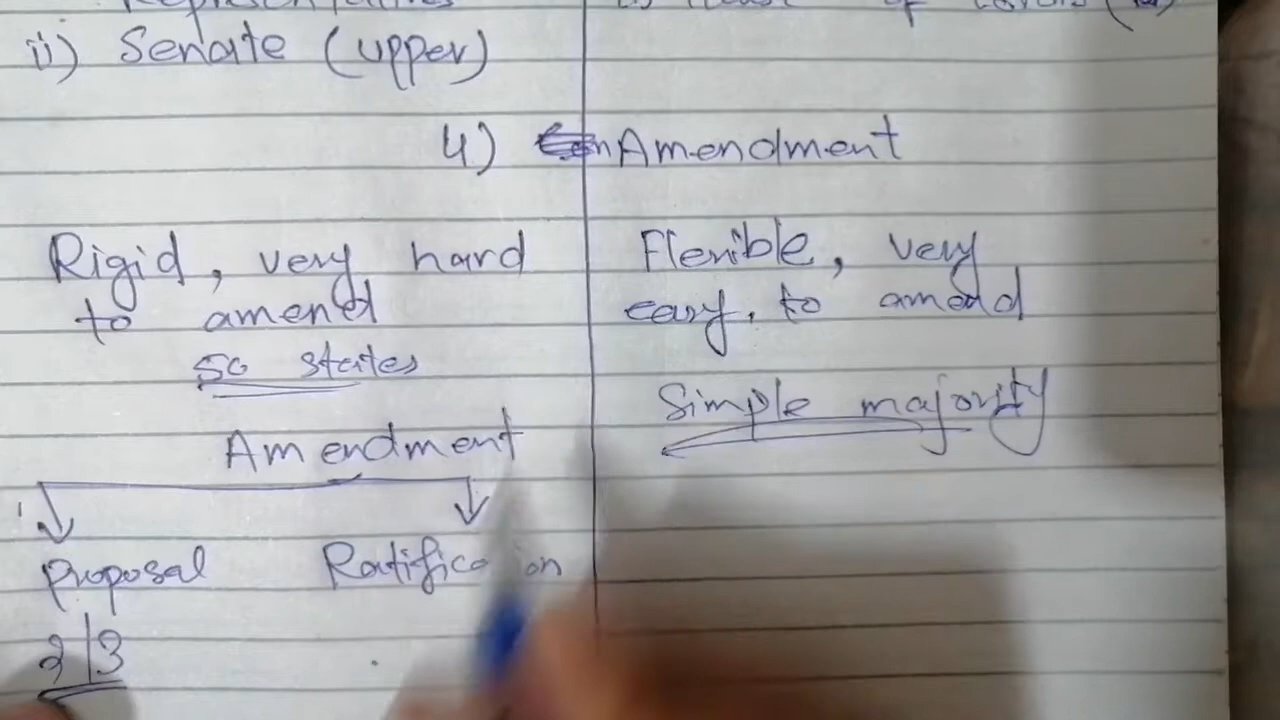 ii) Senate (upper)
4) Amendment
Rigid, very hard
to amend
50 states
Amendment
Proposal Ratification
2/3
Flexible, very
easy, to amend
Simple majority